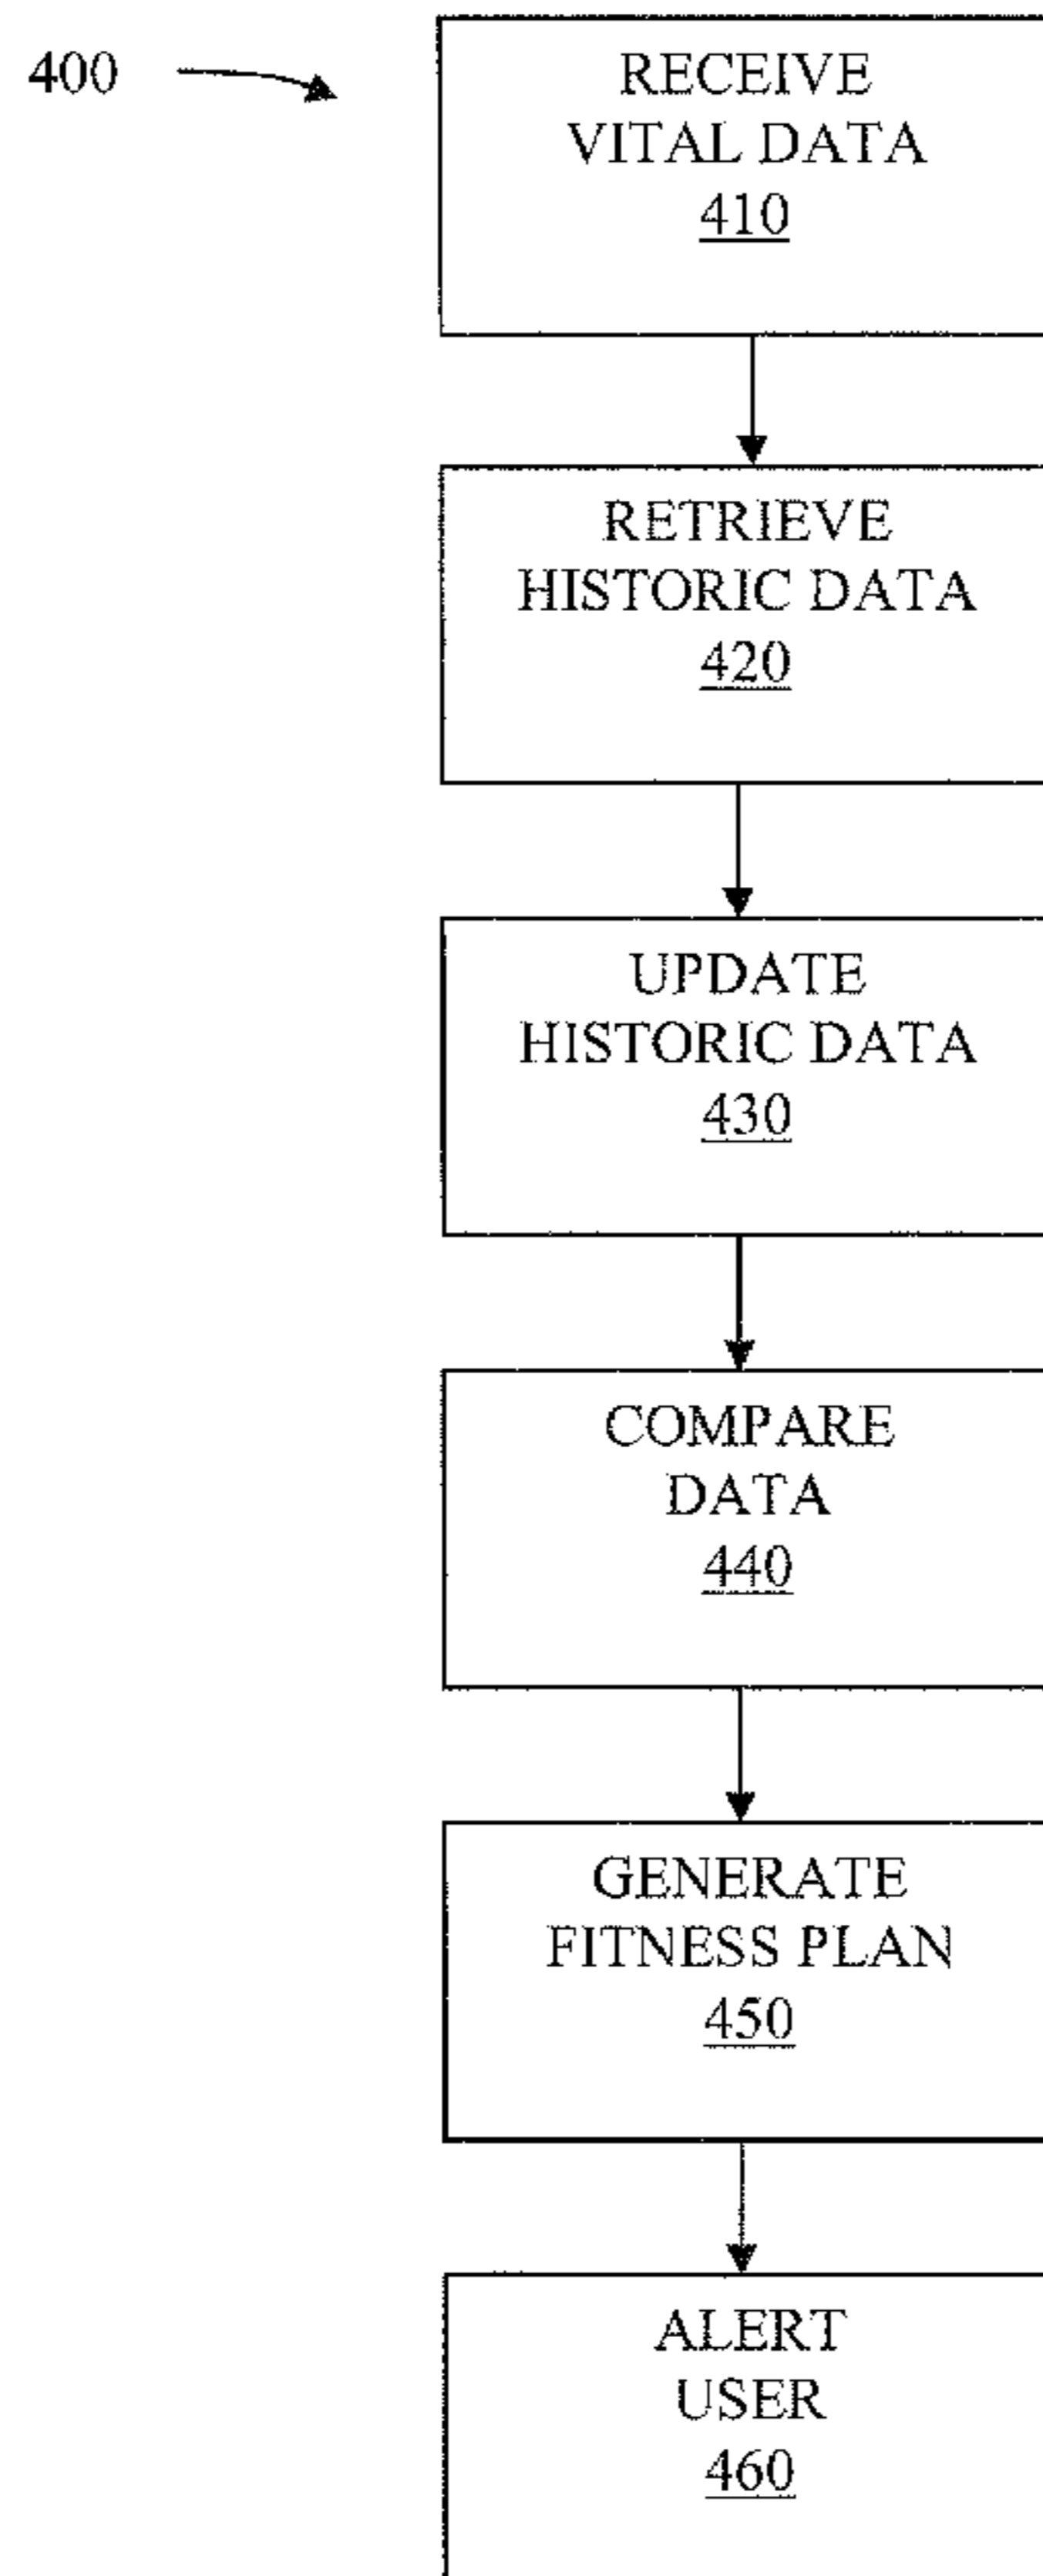 400
RECEIVE
VITAL DATA
410
RETRIEVE
HISTORIC DATA
420
UPDATE
HISTORIC DATA
430
COMPARE
DATA
440
GENERATE
FITNESS PLAN
450
ALERT
USER
460